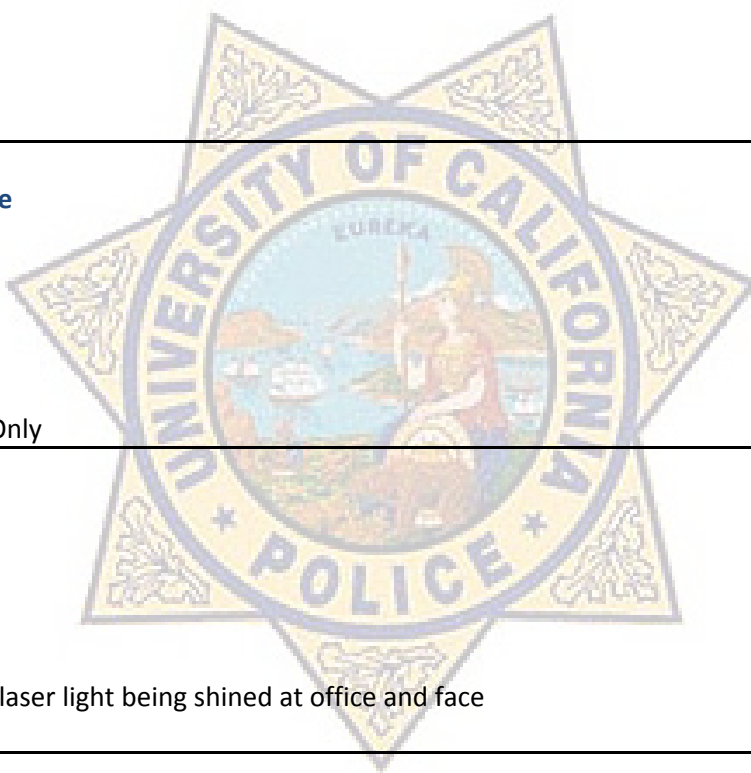 UNIVERSITY OF CALIFORNIA
EUREKA
e
Only
laser light being shined at office and face
★ POLICE ★